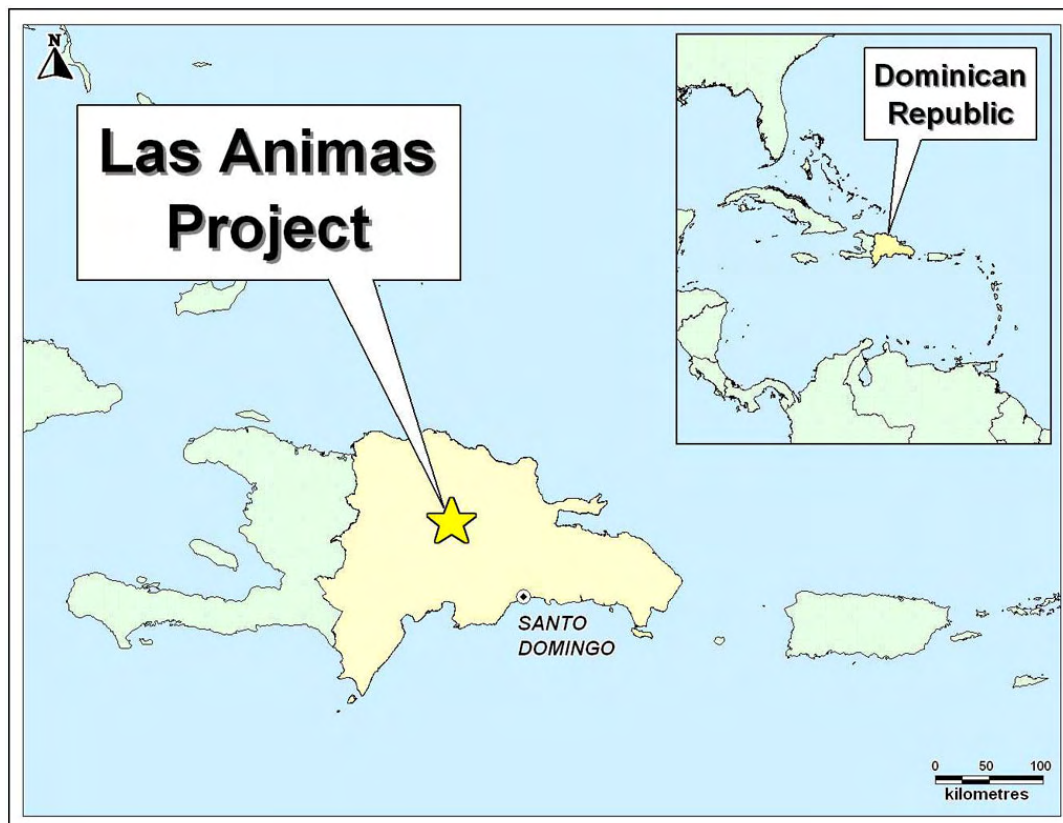 N
Las Animas
Project
Dominican
Republic
SANTO
DOMINGO
0 50 100
kilometres